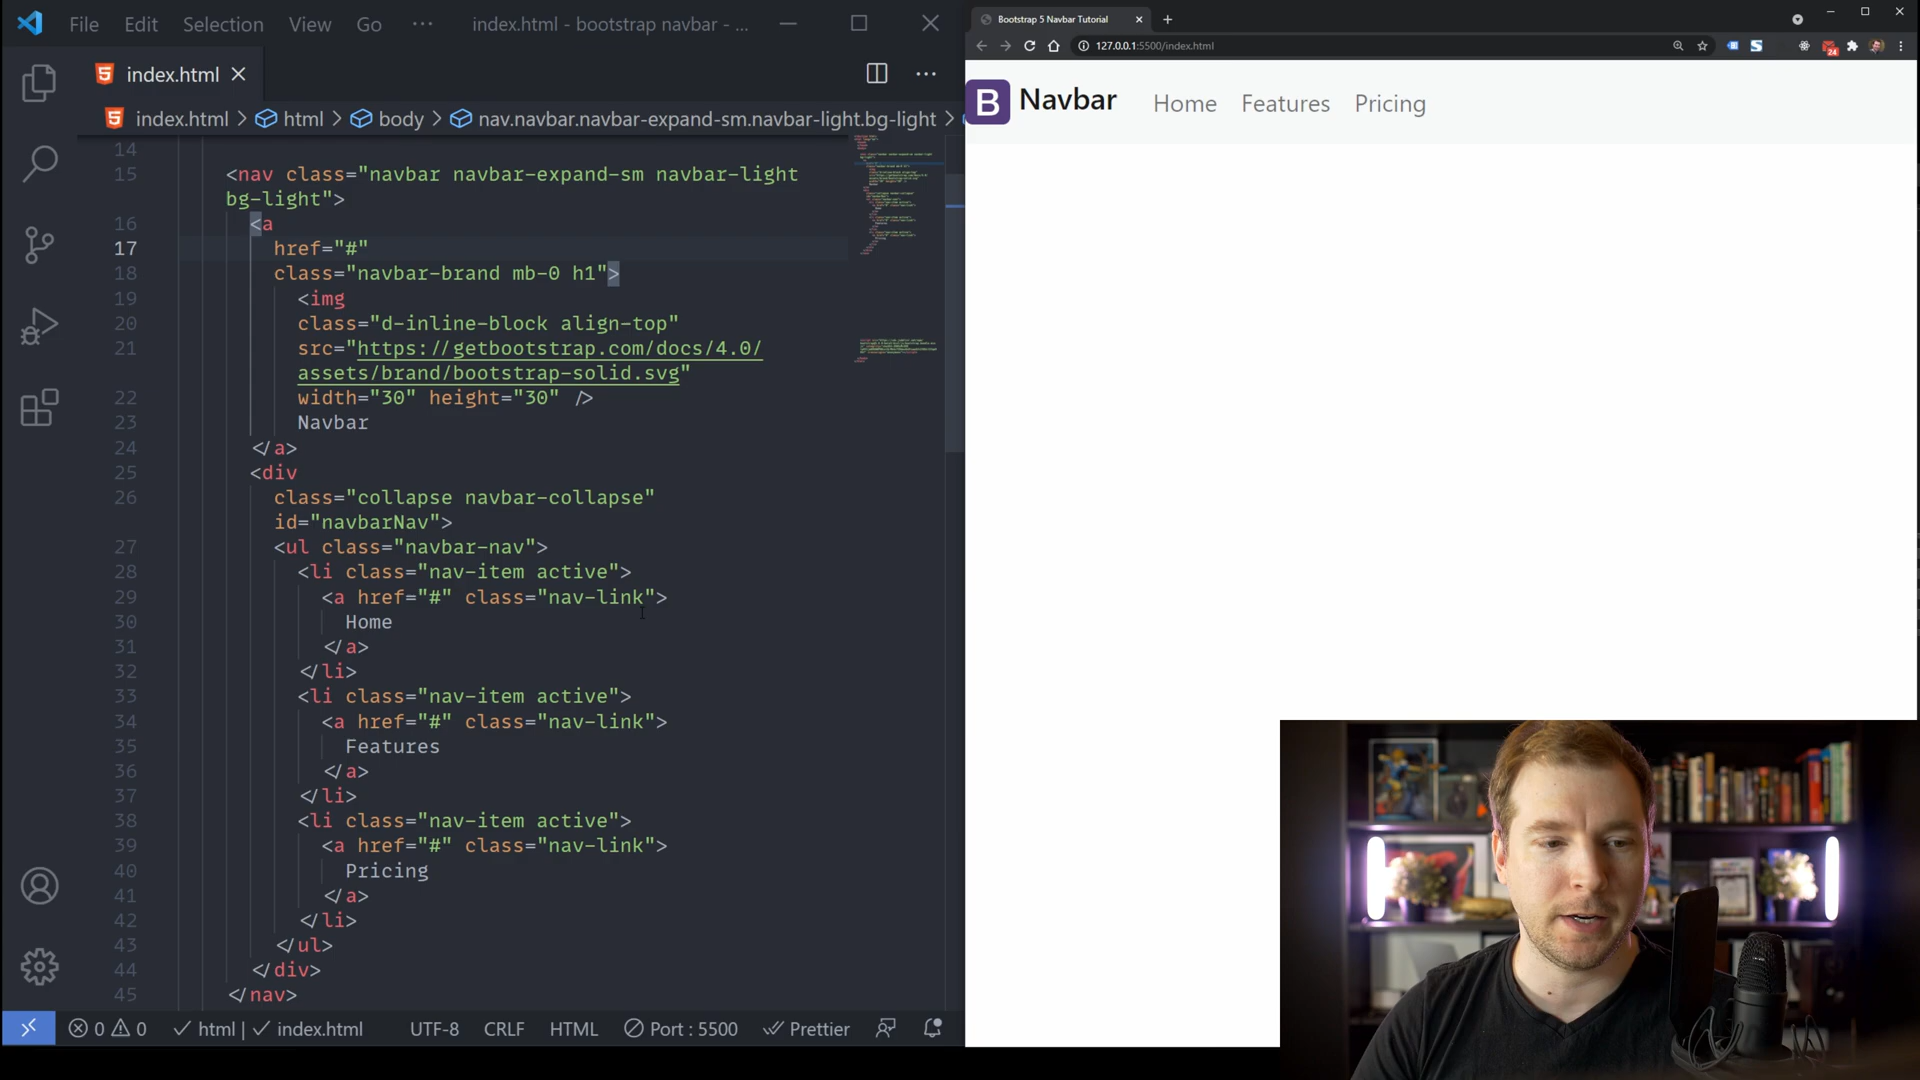 File Edit Selection View Go ··· index.html - bootstrap navbar - ...
index.html
index.html > html > body > nav.navbar.navbar-expand-sm.navbar-light.bg-light >
14
15 <nav class="navbar navbar-expand-sm navbar-light
bg-light">
16 <a
17 href="#"
18 class="navbar-brand mb-0 h1">
19 <img
20 class="d-inline-block align-top"
21 src="https://getbootstrap.com/docs/4.0/
assets/brand/bootstrap-solid.svg"
22 width="30" height="30" />
23 Navbar
24 </a>
25 <div
26 class="collapse navbar-collapse"
id="navbarNav">
27 <ul class="navbar-nav">
28 <li class="nav-item active">
29 <a href="#" class="nav-link">
30 Home
31 </a>
32 </li>
33 <li class="nav-item active">
34 <a href="#" class="nav-link">
35 Features
36 </a>
37 </li>
38 <li class="nav-item active">
39 <a href="#" class="nav-link">
40 Pricing
41 </a>
42 </li>
43 </ul>
44 </div>
45 </nav>
0 0 html | index.html UTF-8 CRLF HTML Port : 5500 Prettier
Bootstrap 5 Navbar Tutorial
127.0.0.1:5500/index.html
24
B Navbar Home Features Pricing